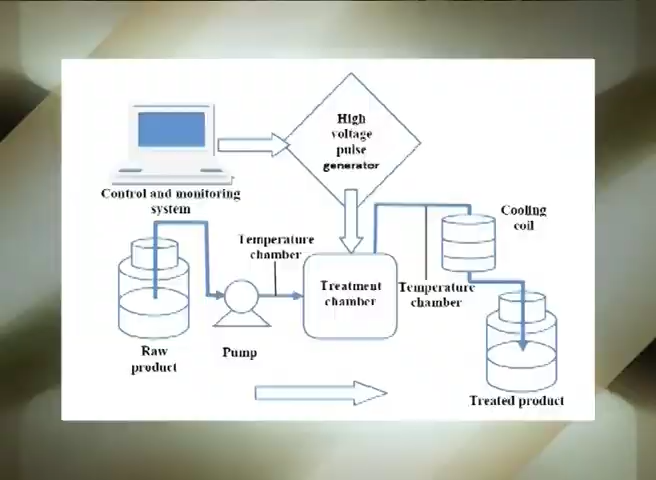 High
voltage
pulse
generator
Control and monitoring
system
Cooling
coil
Temperature
chamber
Treatment
chamber
Temperature
chamber
Raw
product
Pump
Treated product